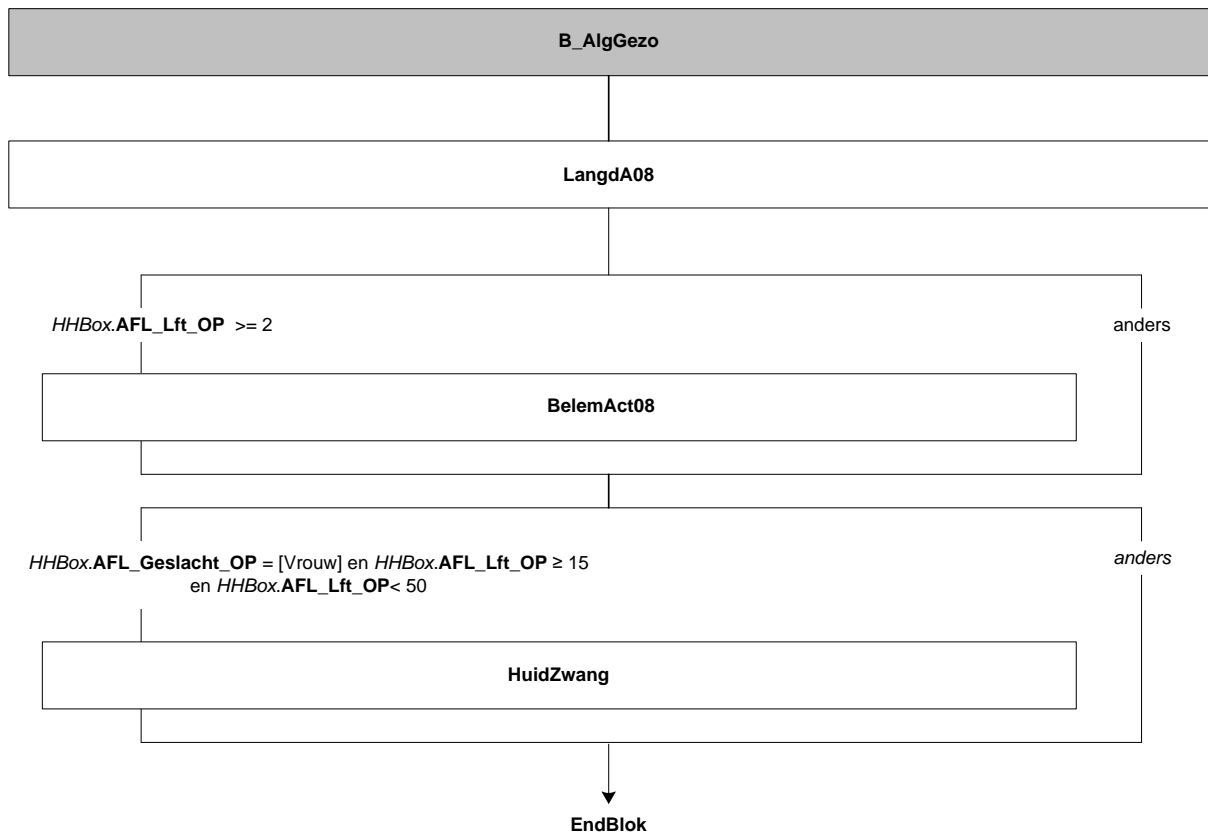 B_AlgGezo
LangdA08
HHBox.AFL_Lft_OP >= 2
anders
BelemAct08
HHBox.AFL_Geslacht_OP = [Vrouw] en HHBox.AFL_Lft_OP ≥ 15
en HHBox.AFL_Lft_OP< 50
anders
HuidZwang
EndBlok